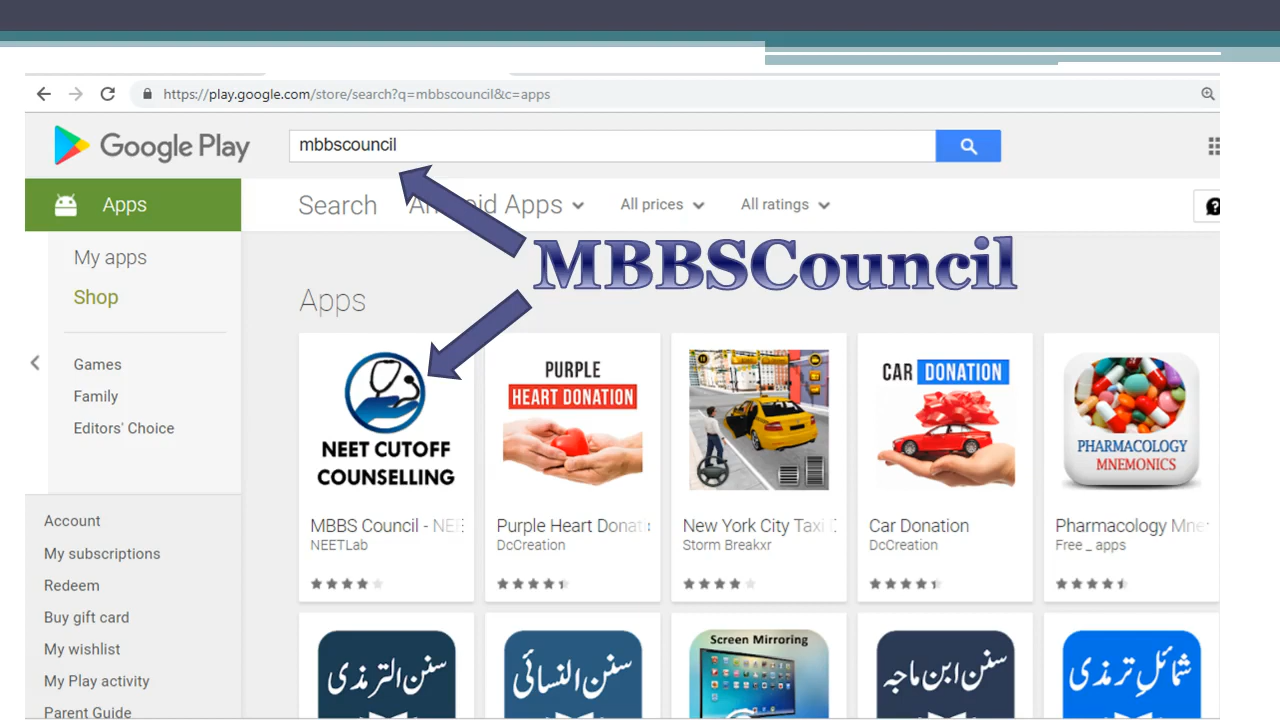 https://play.google.com/store/search?q=mbbscouncil&c=apps
Google Play
mbbscouncil
Apps
Search
Android Apps
All prices
All ratings
My apps
Shop
Games
Family
Editors' Choice
Account
My subscriptions
Redeem
Buy gift card
My wishlist
My Play activity
Parent Guide
MBBSCouncil
Apps
NEET CUTOFF
COUNSELLING
MBBS Council - NEE
NEETLab
PURPLE
HEART DONATION
Purple Heart Donat
DcCreation
New York City Taxi
Storm Breakxr
CAR DONATION
Car Donation
DcCreation
PHARMACOLOGY
MNEMONICS
Pharmacology Mne
Free _ apps
سنن الترمذی
سنن النسائی
Screen Mirroring
سنن ابن ماجہ
شمائلِ ترمذی